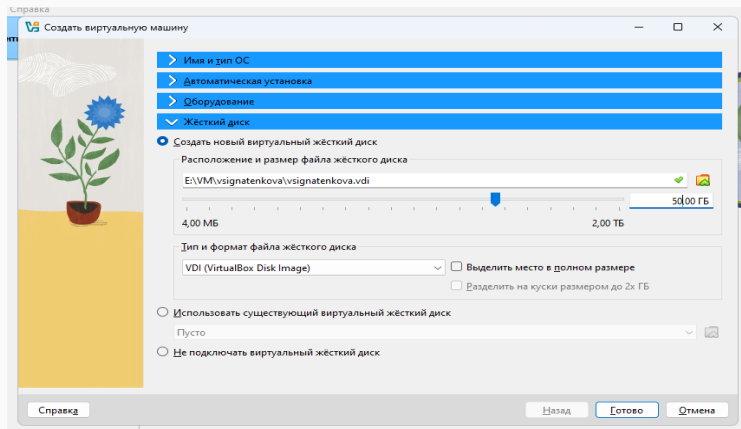 Справка
Создать виртуальную машину
Имя и тип ОС
Автоматическая установка
Оборудование
Жёсткий диск
Создать новый виртуальный жёсткий диск
Расположение и размер файла жёсткого диска
E:\VM\vsignatenkova\vsignatenkova.vdi
50,00 ГБ
4,00 МБ 2,00 ТБ
Тип и формат файла жёсткого диска
VDI (VirtualBox Disk Image) Выделить место в полном размере
Разделить на куски размером до 2х ГБ
Использовать существующий виртуальный жёсткий диск
Пусто
Не подключать виртуальный жёсткий диск
Справка Назад Готово Отмена